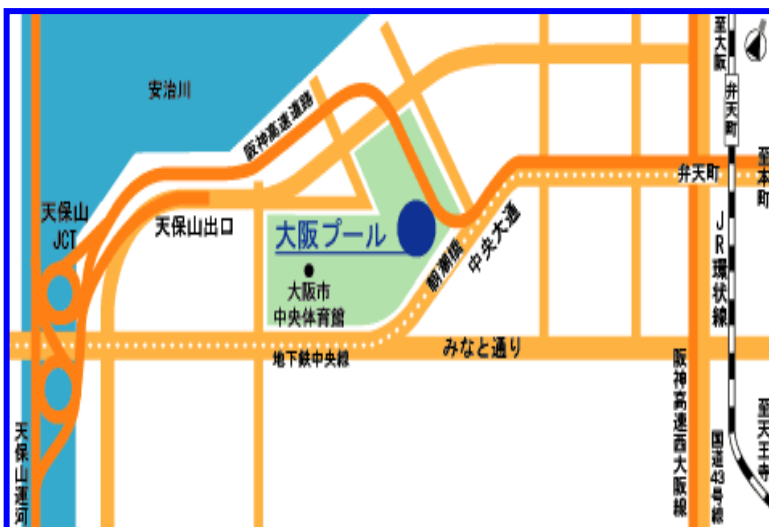 安治川
阪神高速道路
至大阪
弁天町
至本町
弁天町
天保山
JCT
天保山出口
大阪プール
朝潮橋
中央大通
JR環状線
大阪市
中央体育館
地下鉄中央線
みなと通り
阪神高速西大阪線
国道43号線
至天王寺
天保山運河